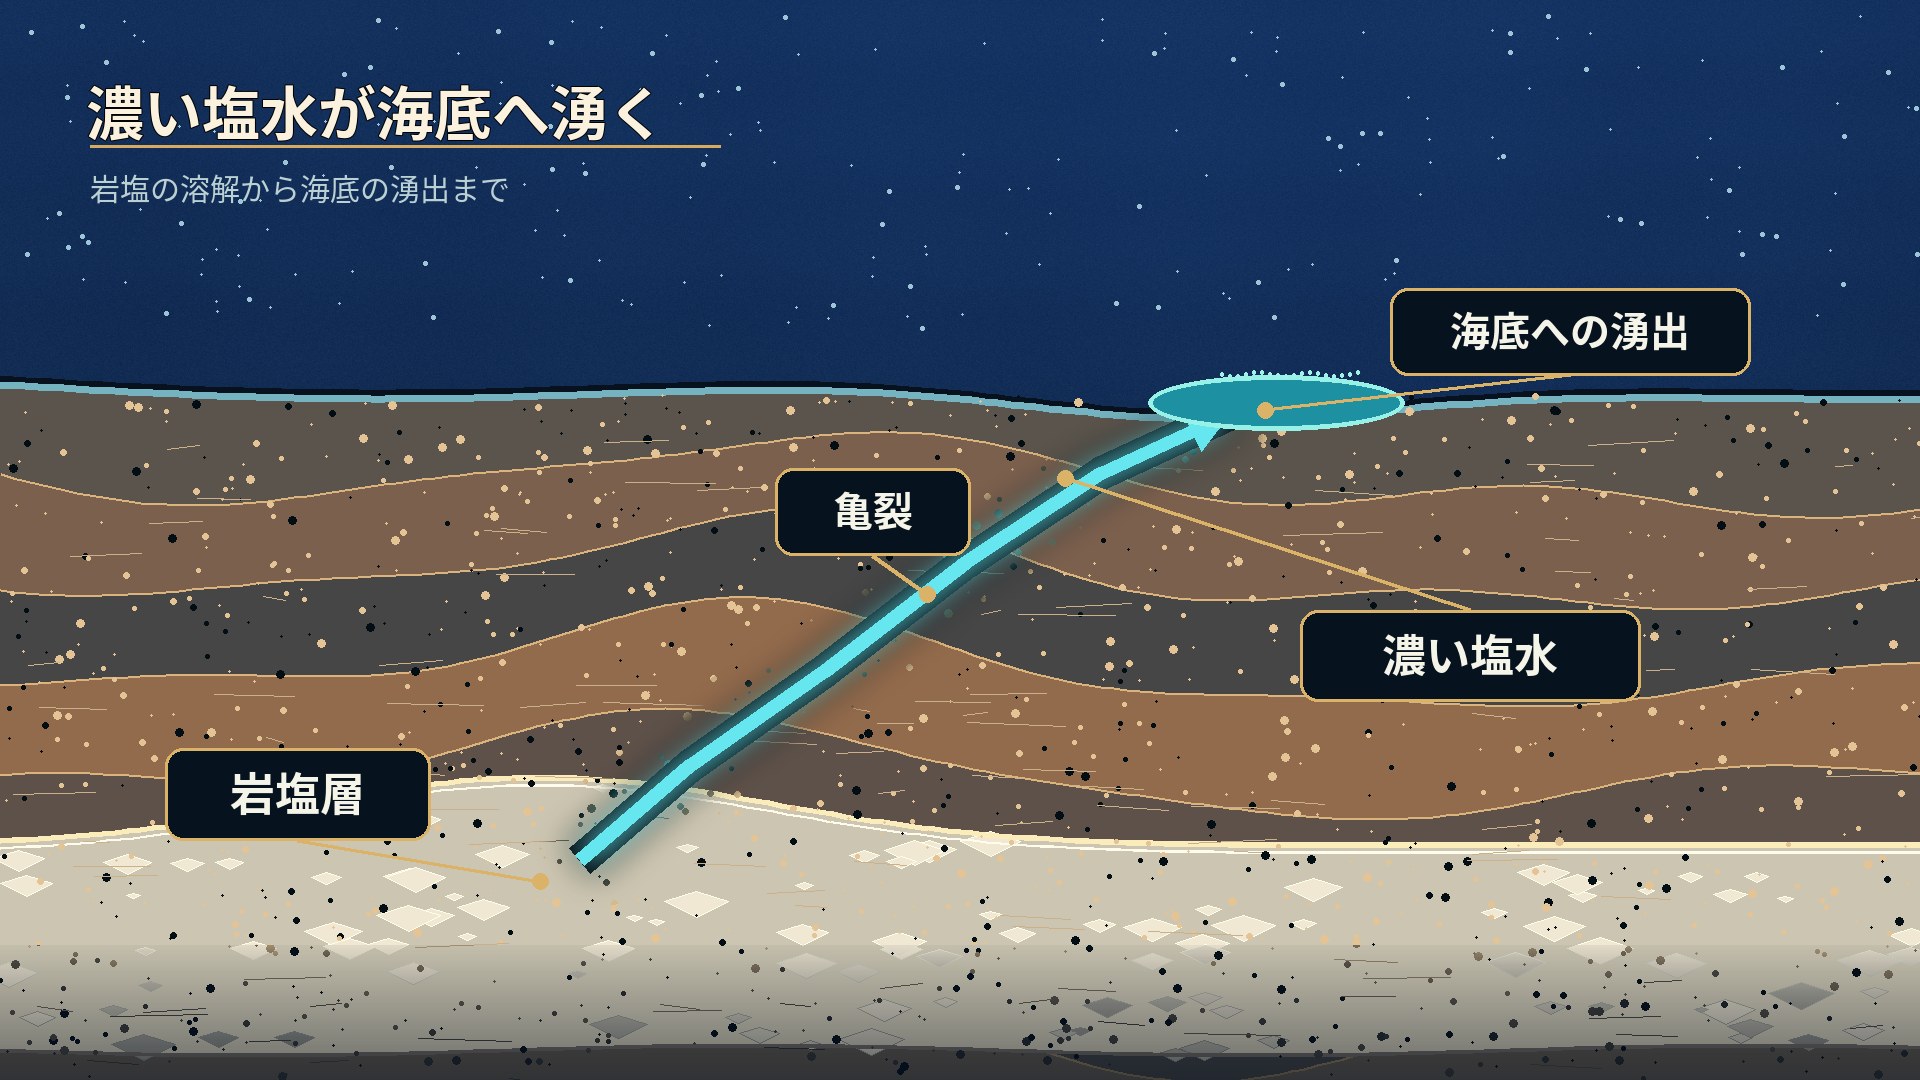 濃い塩水が海底へ湧く
岩塩の溶解から海底の湧出まで
海底への湧出
亀裂
濃い塩水
岩塩層